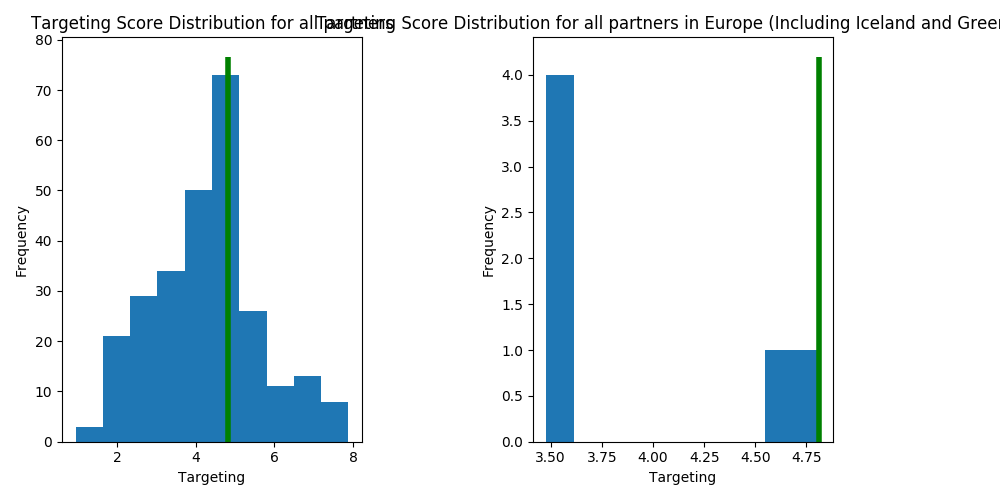 Targeting Score Distribution for all partners
Targeting Score Distribution for all partners in Europe (Including Iceland and Green
80
70
60
50
40
30
20
10
0
Frequency
2 4 6 8
Targeting
4.0
3.5
3.0
2.5
2.0
1.5
1.0
0.5
0.0
Frequency
3.50 3.75 4.00 4.25 4.50 4.75
Targeting